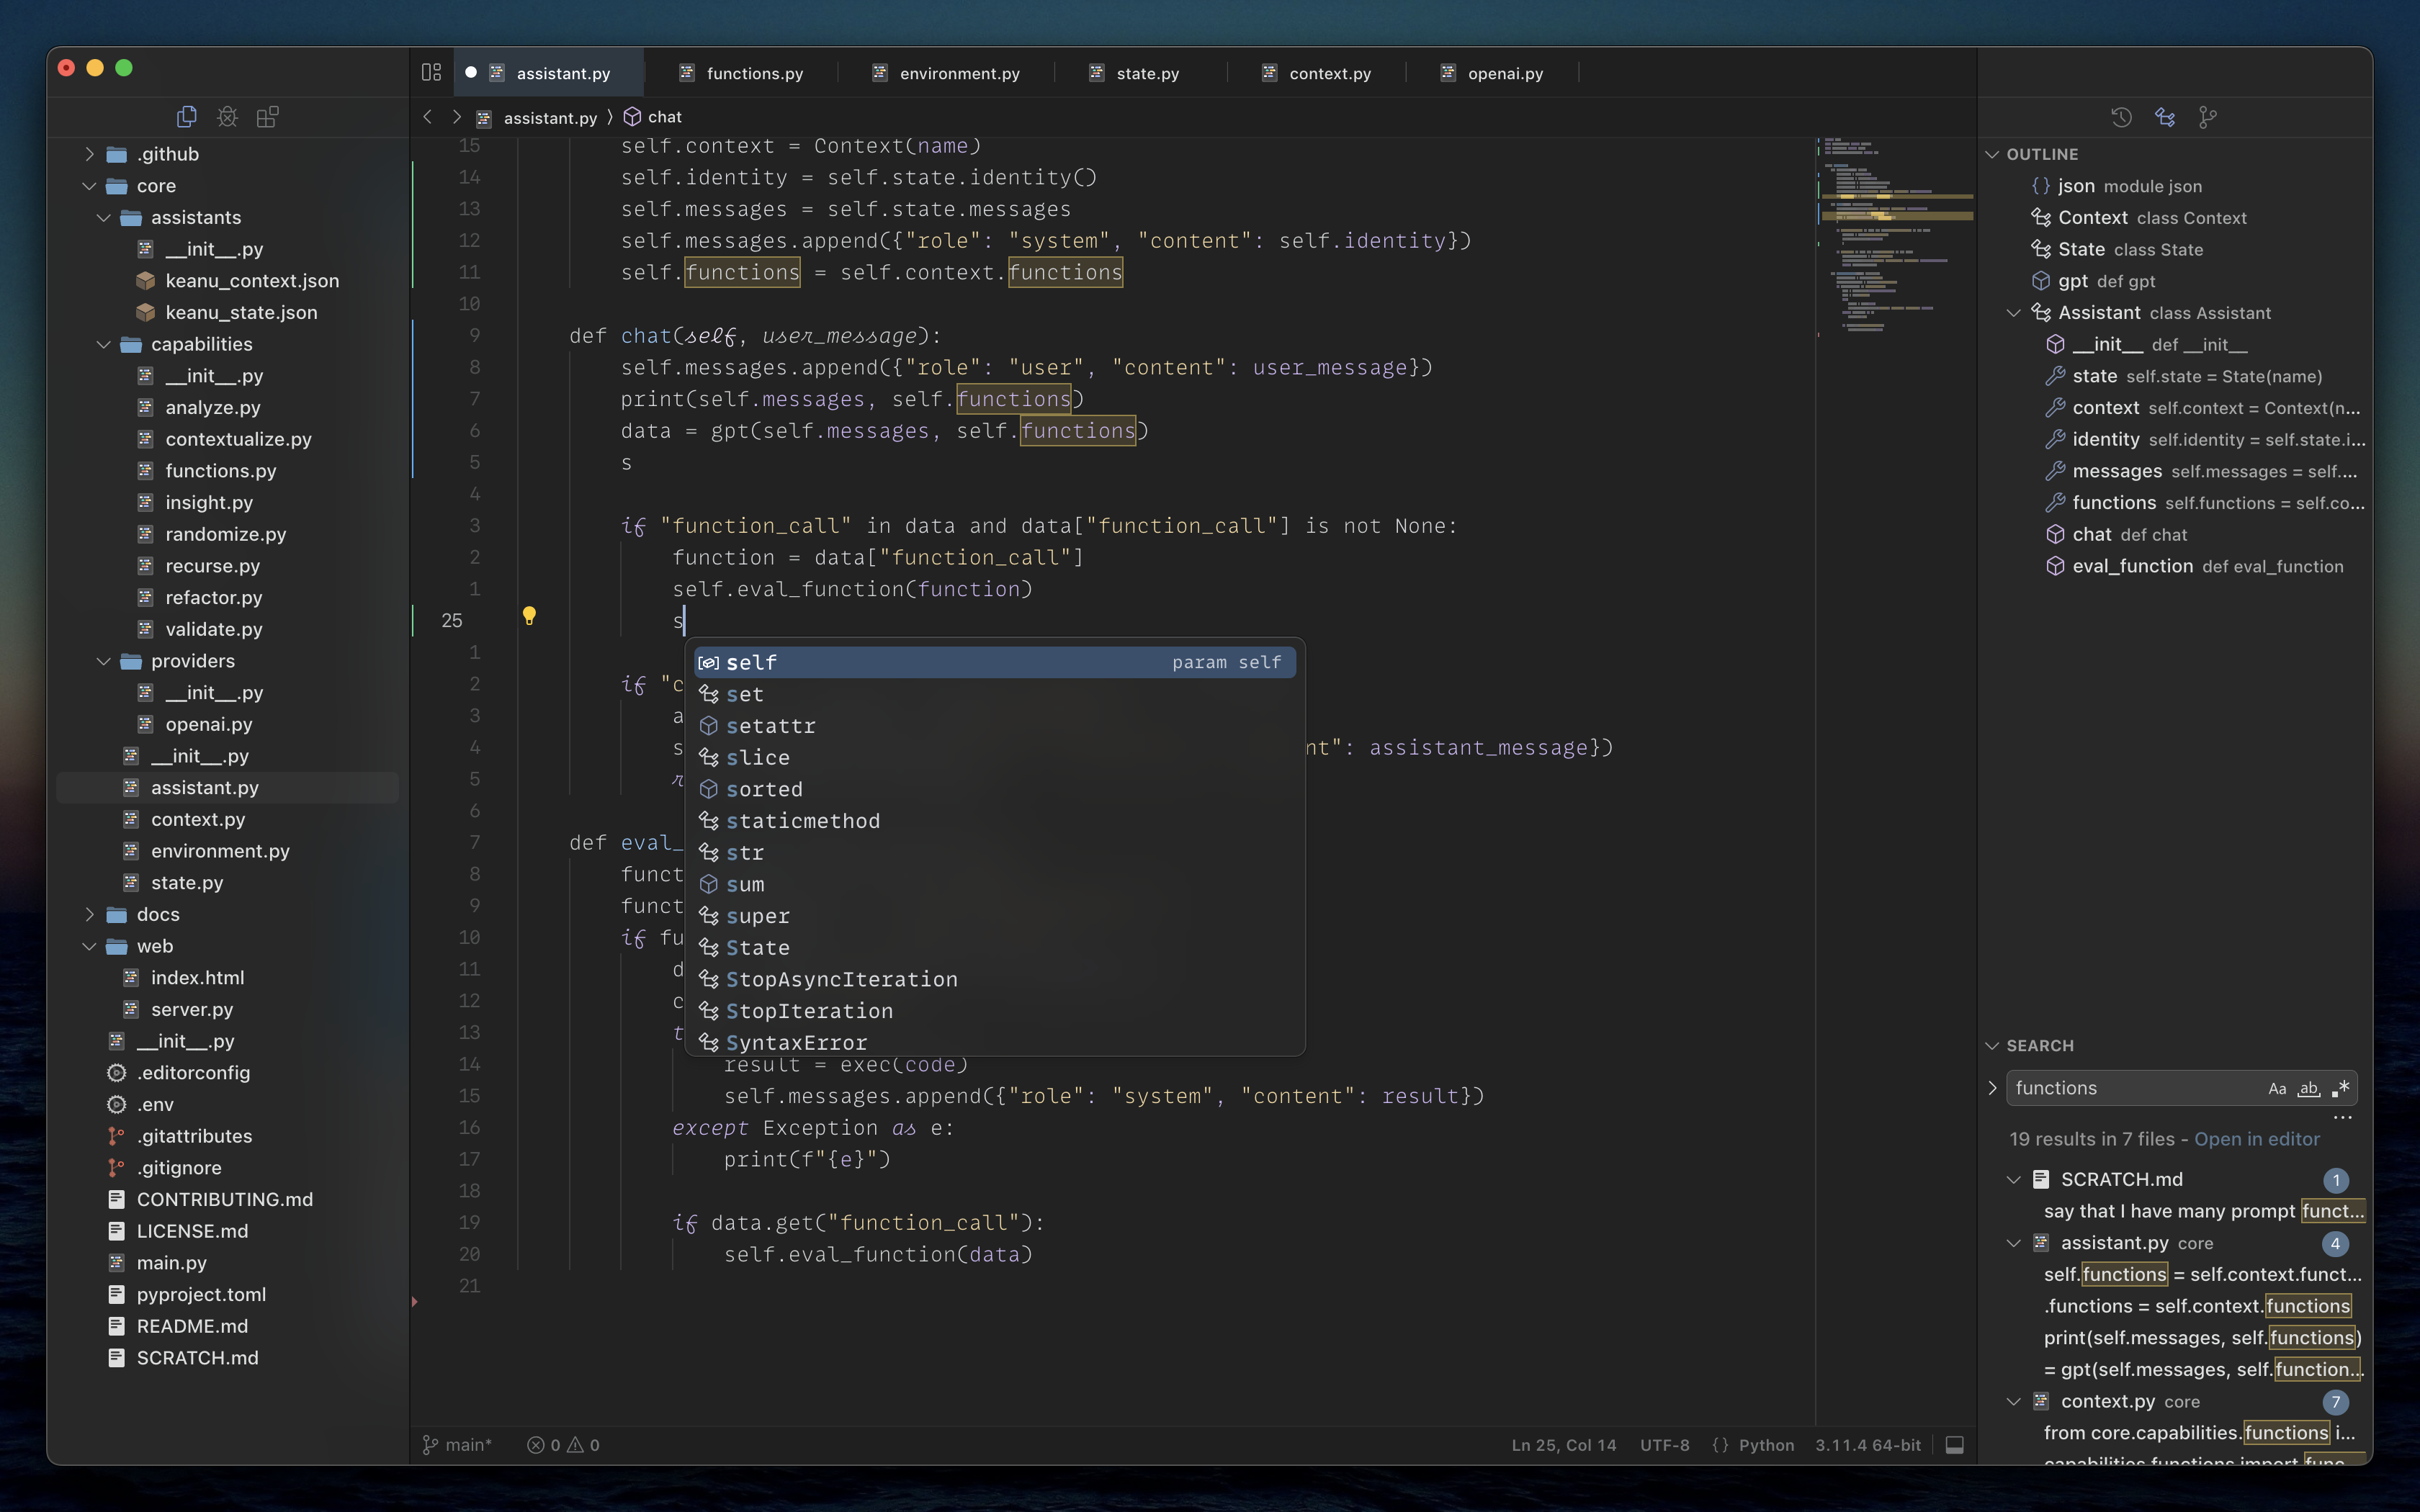 assistant.py
functions.py
environment.py
state.py
context.py
openai.py
assistant.py 〉 chat
.github
core
assistants
__init__.py
keanu_context.json
keanu_state.json
capabilities
__init__.py
analyze.py
contextualize.py
functions.py
insight.py
randomize.py
recurse.py
refactor.py
validate.py
providers
__init__.py
openai.py
__init__.py
assistant.py
context.py
environment.py
state.py
docs
web
index.html
server.py
__init__.py
.editorconfig
.env
.gitattributes
.gitignore
CONTRIBUTING.md
LICENSE.md
main.py
pyproject.toml
README.md
SCRATCH.md
15 self.context = Context(name)
14 self.identity = self.state.identity()
13 self.messages = self.state.messages
12 self.messages.append({"role": "system", "content": self.identity})
11 self.functions = self.context.functions
10
9 def chat(self, user_message):
8 self.messages.append({"role": "user", "content": user_message})
7 print(self.messages, self.functions)
6 data = gpt(self.messages, self.functions)
5 s
4
3 if "function_call" in data and data["function_call"] is not None:
2 function = data["function_call"]
1 self.eval_function(function)
25 s
1
2 if "c
3 a
4 s nt": assistant_message})
5 r
6
7 def eval_
8 funct
9 funct
10 if fu
11 d
12 c
13 t
14 result = exec(code)
15 self.messages.append({"role": "system", "content": result})
16 except Exception as e:
17 print(f"{e}")
18
19 if data.get("function_call"):
20 self.eval_function(data)
21
self param self
set
setattr
slice
sorted
staticmethod
str
sum
super
State
StopAsyncIteration
StopIteration
SyntaxError
OUTLINE
{} json module json
Context class Context
State class State
gpt def gpt
Assistant class Assistant
__init__ def __init__
state self.state = State(name)
context self.context = Context(n...
identity self.identity = self.state.i...
messages self.messages = self....
functions self.functions = self.co...
chat def chat
eval_function def eval_function
SEARCH
functions Aa ab .*
...
19 results in 7 files - Open in editor
SCRATCH.md 1
say that I have many prompt funct...
assistant.py core 4
self.functions = self.context.funct...
.functions = self.context.functions
print(self.messages, self.functions)
= gpt(self.messages, self.function...
context.py core 7
from core.capabilities.functions i...
capabilities.functions import func...
main* 0 0
Ln 25, Col 14 UTF-8 {} Python 3.11.4 64-bit